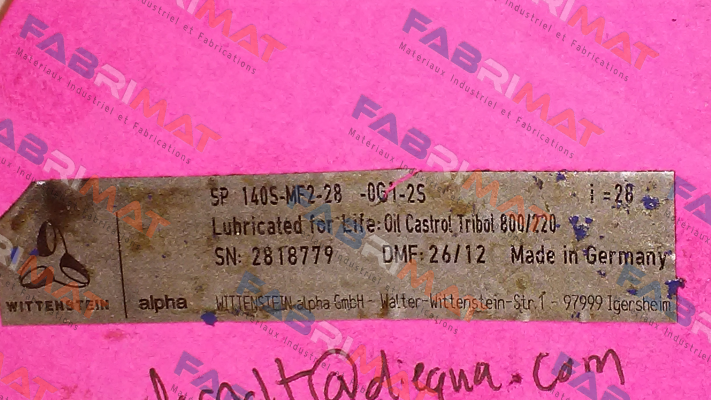 SP 140S-MF2-28 -0G1-2S i = 28
Lubricated for Life: Oil Castrol Tribol 800/220
SN: 2818779 DMF: 26/12 Made in Germany
WITTENSTEIN alpha WITTENSTEIN alpha GmbH - Walter-Wittenstein-Str.1 - 97999 Igersheim
@diequa.com
FABRIMAT
Matériaux Industriel et Fabrications